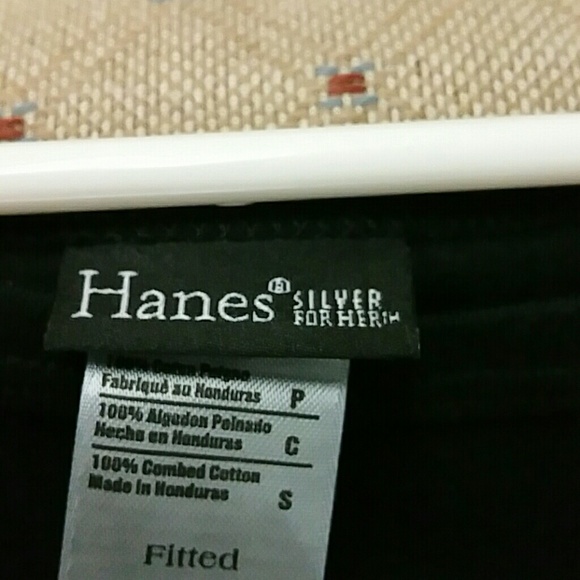 Hanes® SILVER
FOR HER™
Fabriqué au Honduras P
100% Algodon Peinado
Hecho en Honduras C
100% Combed Cotton
Made in Honduras S
Fitted